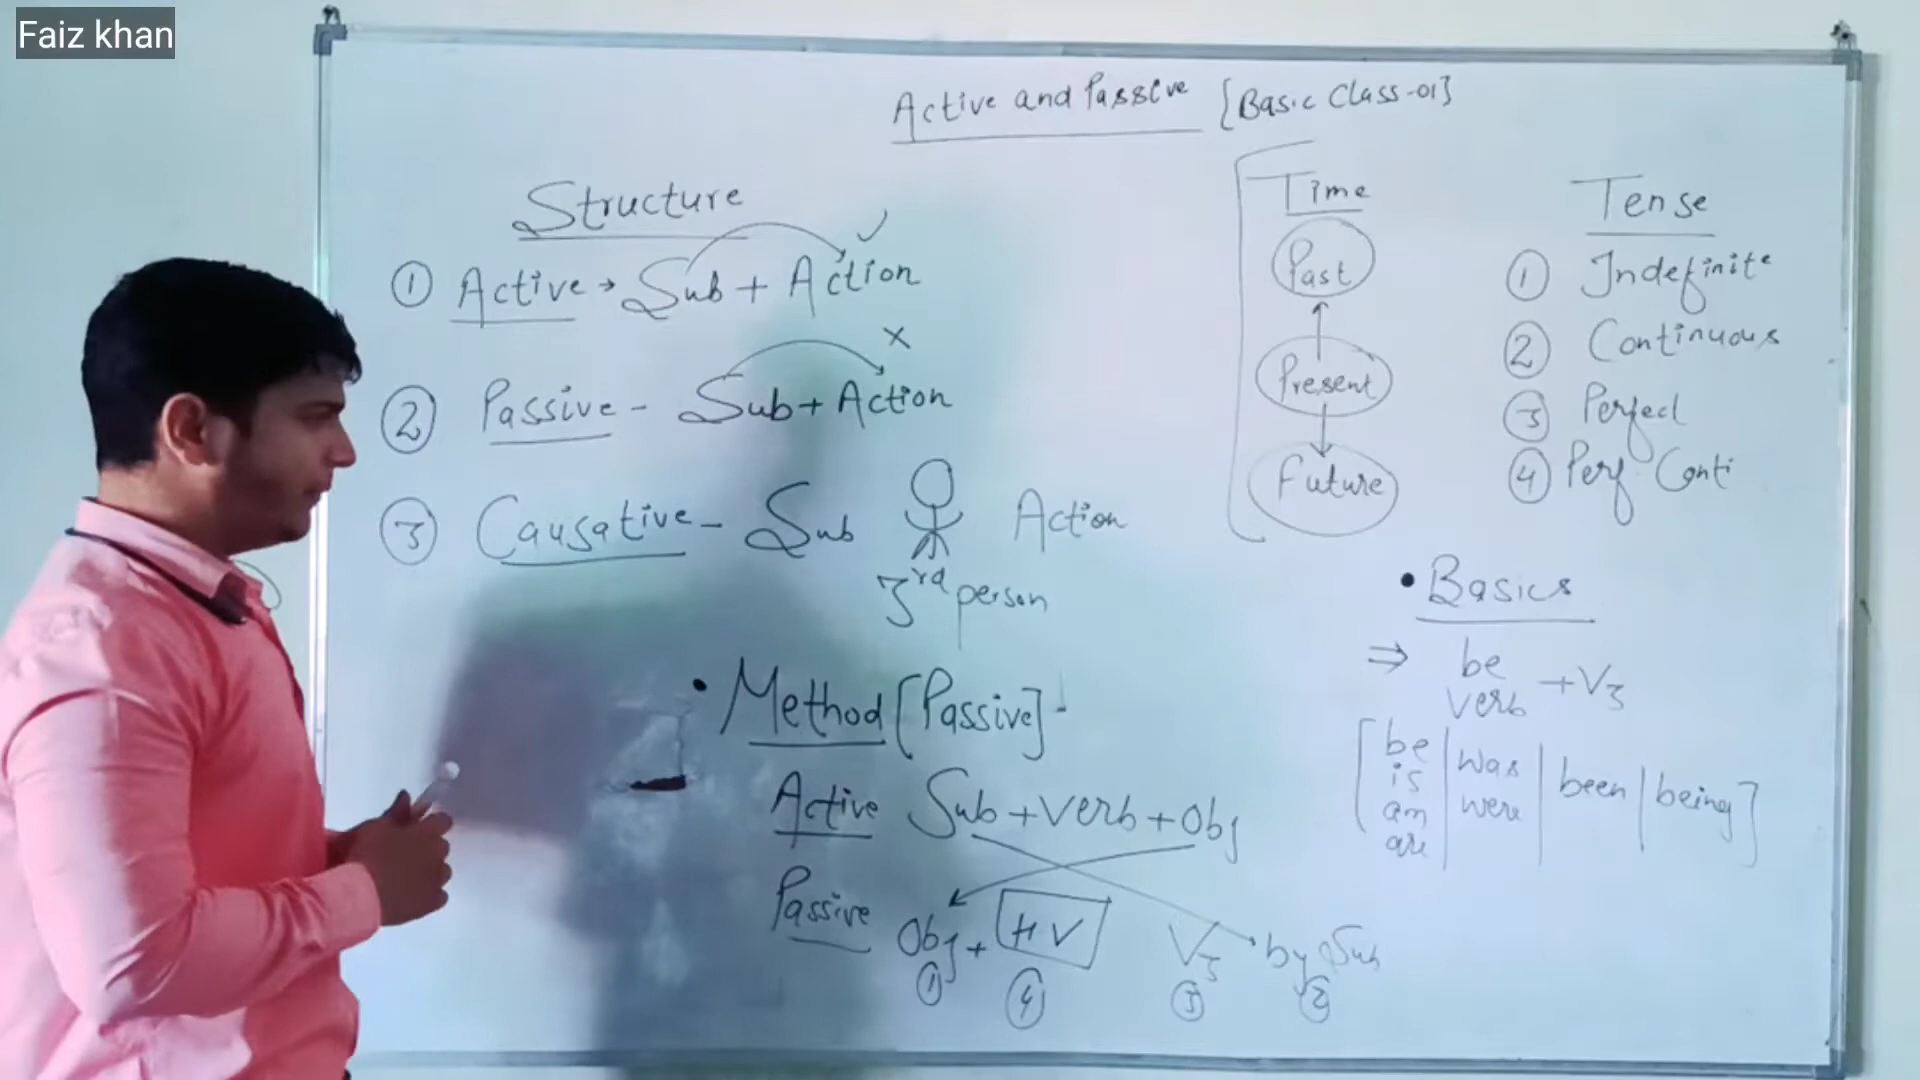 Faiz khan
Active and Passive [Basic Class-01]
Structure
① Active → Sub + Action ✓
② Passive - Sub + Action ×
③ Causative - Sub Action
3rd person
Time
Past
Present
Future
Tense
① Indefinite
② Continuous
③ Perfect
④ Perf. Conti
• Basics
⇒ be verb + V3
[be is am are | was were | been | being]
• Method [Passive] -
Active Sub + verb + Obj
Passive Obj + HV V3 by Sub
① ④ ③ ②